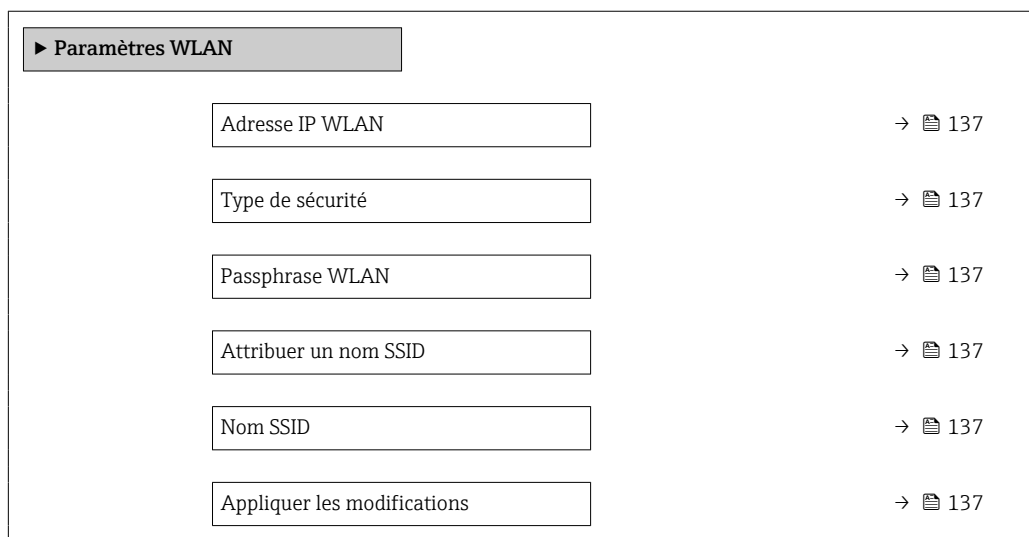 ▶ Paramètres WLAN
Adresse IP WLAN → 137
Type de sécurité → 137
Passphrase WLAN → 137
Attribuer un nom SSID → 137
Nom SSID → 137
Appliquer les modifications → 137